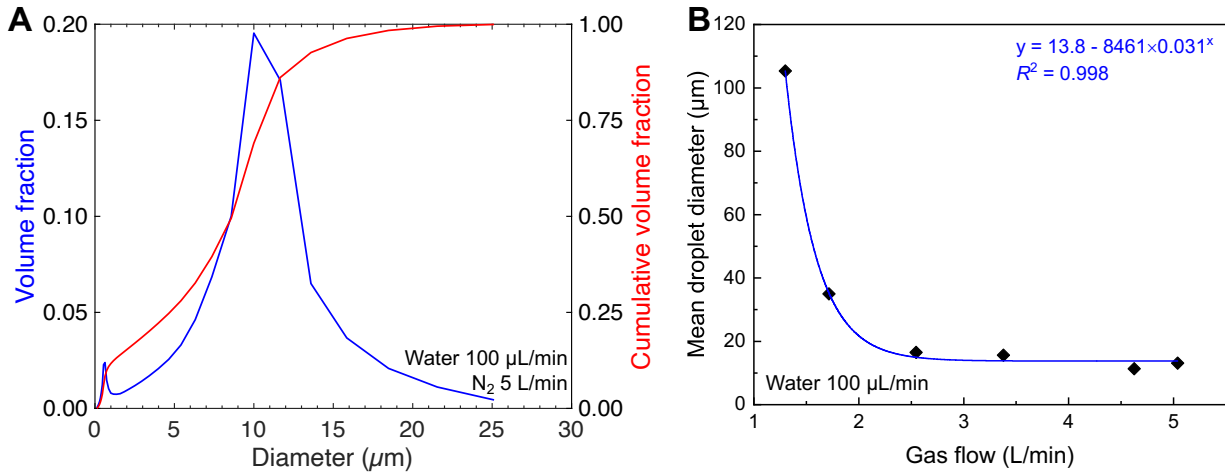 A
0.20
0.15
0.10
0.05
0.00
Volume fraction
1.00
0.75
0.50
0.25
0.00
Cumulative volume fraction
Water 100 µL/min
N₂ 5 L/min
0 5 10 15 20 25 30
Diameter (µm)
B
120
100
80
60
40
20
0
Mean droplet diameter (µm)
y = 13.8 - 8461×0.031ˣ
R² = 0.998
Water 100 µL/min
1 2 3 4 5
Gas flow (L/min)